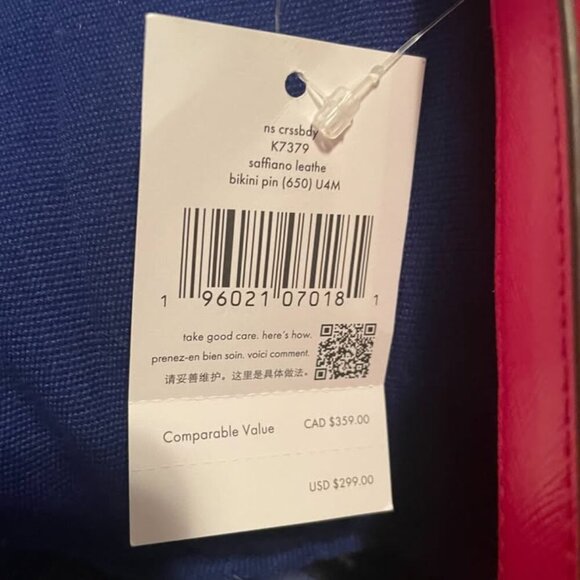 ns crssbdy
K7379
saffiano leathe
bikini pin (650) U4M
1 96021 07018 1
take good care. here's how.
prenez-en bien soin. voici comment.
请妥善维护。这里是具体做法。
Comparable Value CAD $359.00
USD $299.00